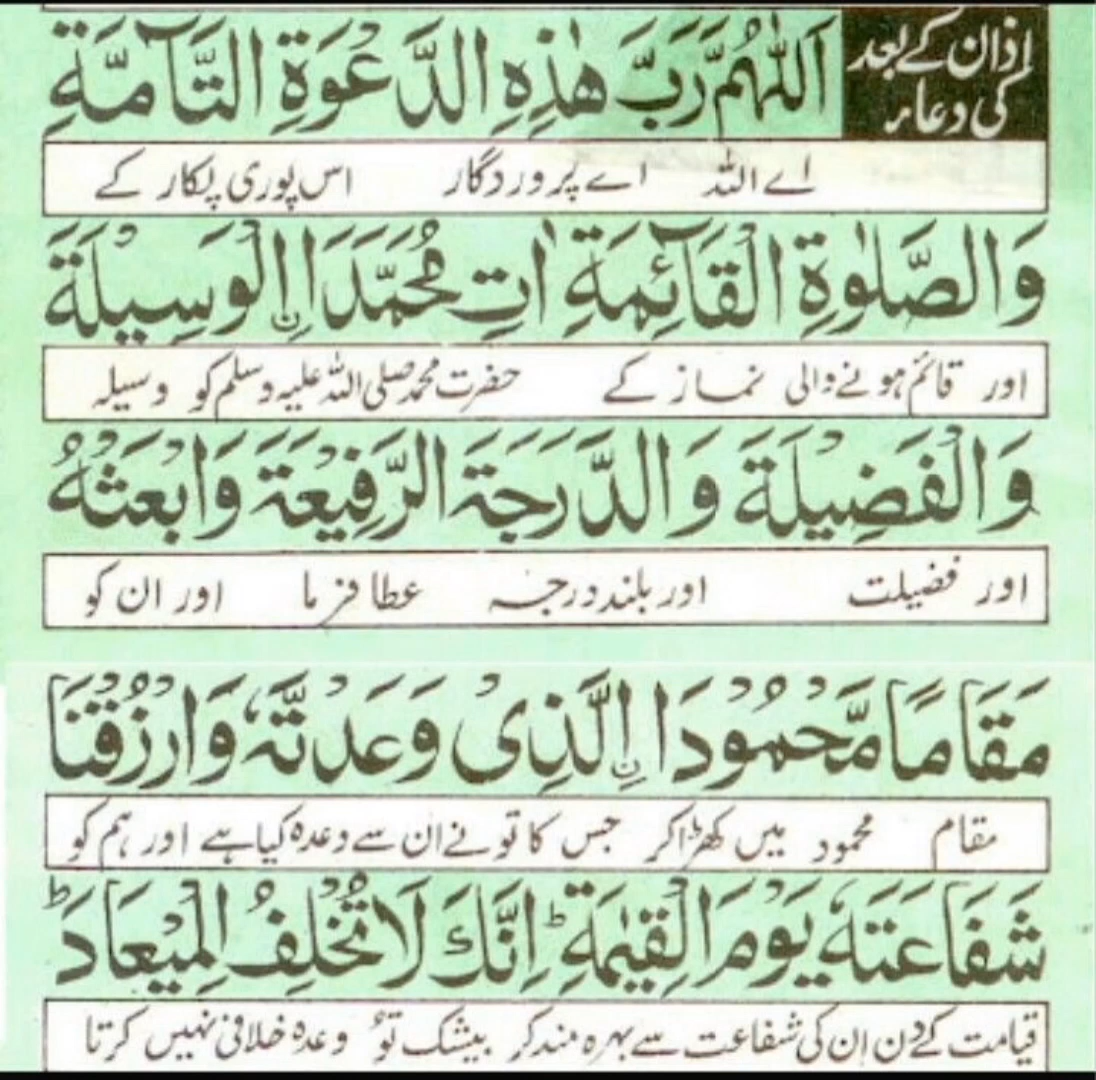 اذان کے بعد
کی دعاء
اَللّٰهُمَّ رَبَّ هٰذِهِ الدَّعْوَةِ التَّآمَّةِ
اے اللہ اے پروردگار اس پوری پکار کے
وَالصَّلٰوةِ الْقَآئِمَةِ اٰتِ مُحَمَّدَا ۨالْوَسِيْلَةَ
اور قائم ہونے والی نماز کے حضرت محمد صلی اللہ علیہ وسلم کو وسیلہ
وَالْفَضِيْلَةَ وَالدَّرَجَةَ الرَّفِيْعَةَ وَابْعَثْهُ
اور فضیلت اور بلند درجہ عطا فرما اور ان کو
مَقَامًا مَّحْمُوْدَا ۨالَّذِىْ وَعَدْتَّهٗ وَارْزُقْنَا
مقام محمود میں کھڑا کر جس کا تو نے ان سے وعدہ کیا ہے اور ہم کو
شَفَاعَتَهٗ يَوْمَ الْقِيٰمَةِ ؕ اِنَّكَ لَا تُخْلِفُ الْمِيْعَادَ ؕ
قیامت کے دن ان کی شفاعت سے بہرہ مند کر بیشک تو وعدہ خلافی نہیں کرتا